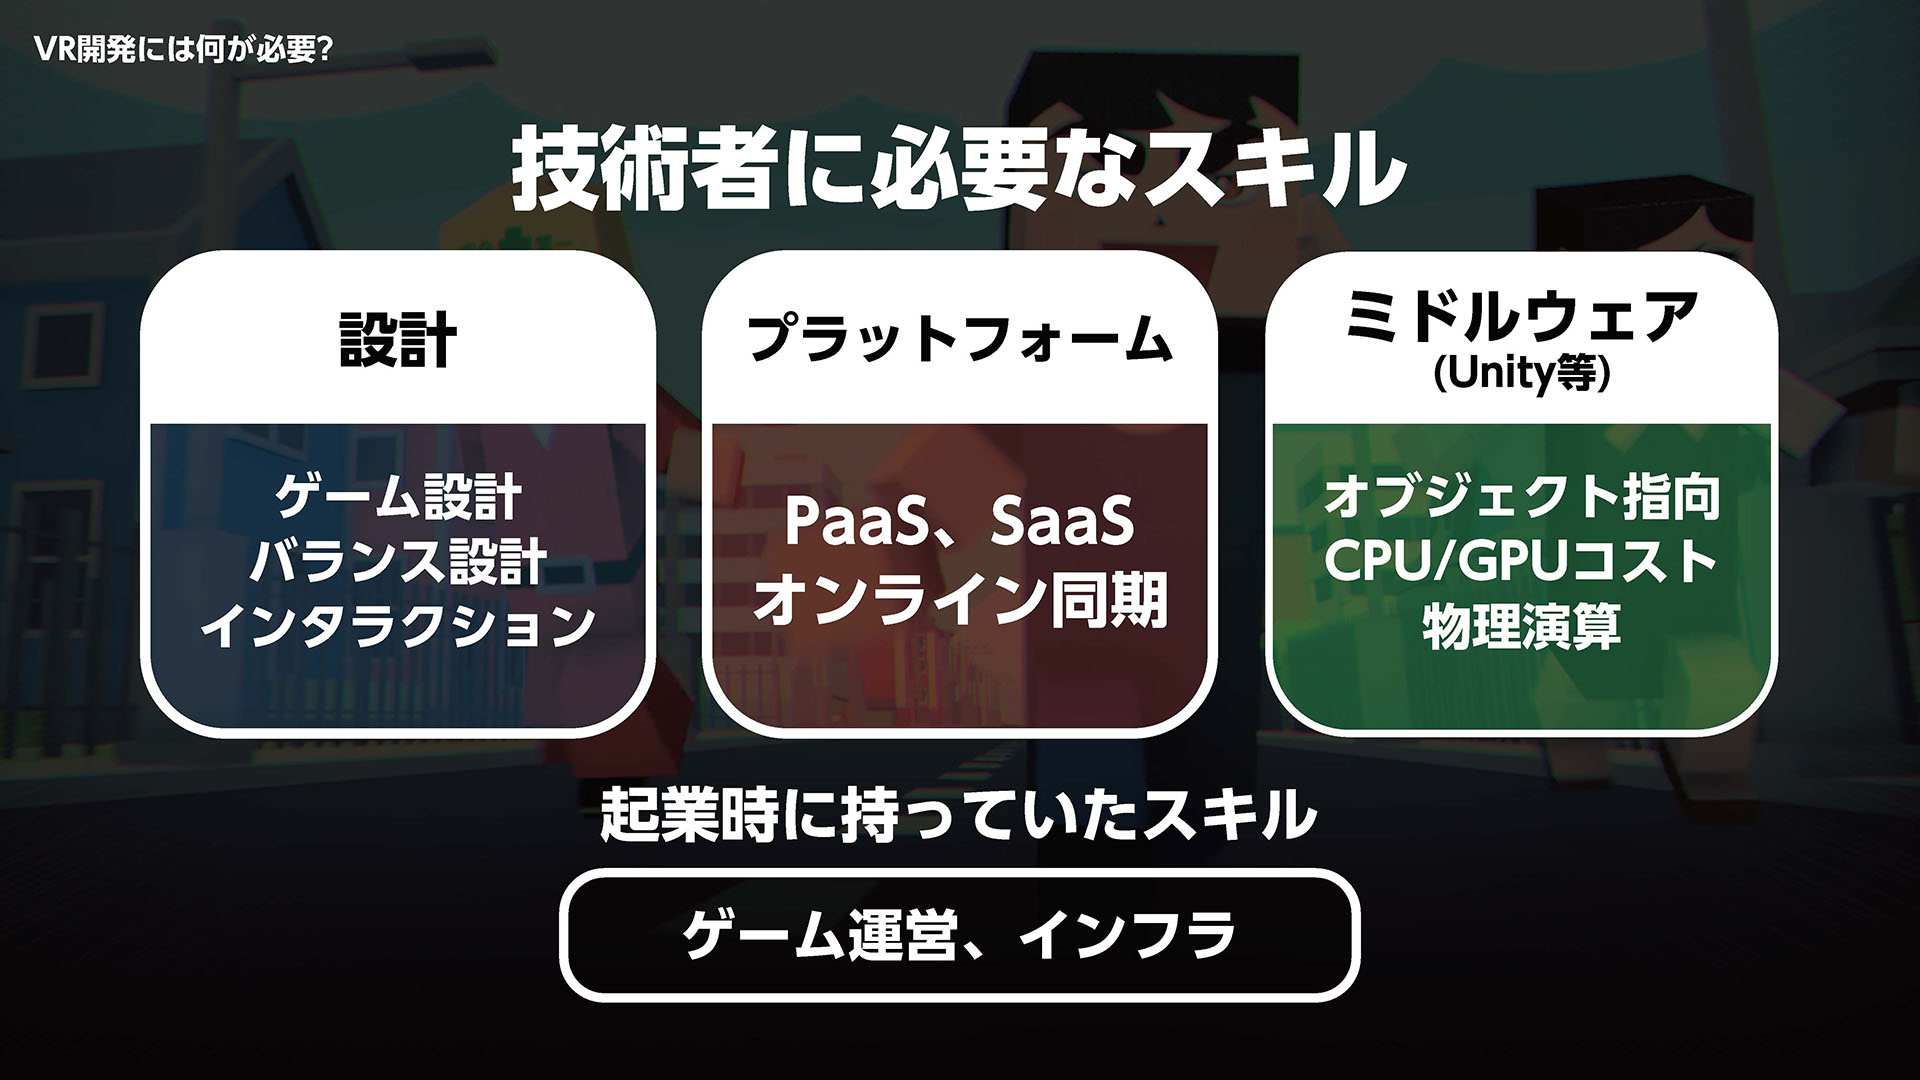 VR開発には何が必要?
技術者に必要なスキル
設計
ゲーム設計
バランス設計
インタラクション
プラットフォーム
PaaS、SaaS
オンライン同期
ミドルウェア
(Unity等)
オブジェクト指向
CPU/GPUコスト
物理演算
起業時に持っていたスキル
ゲーム運営、インフラ